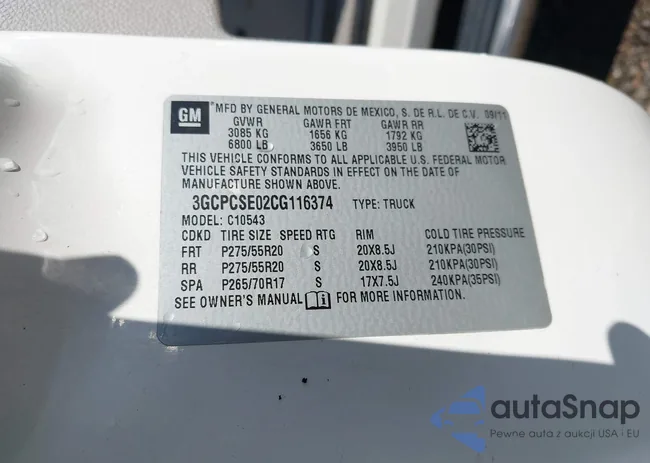 GM
*MFD BY GENERAL MOTORS DE MEXICO, S. DE R.L. DE C.V. 09/11
GVWR GAWR FRT GAWR RR
3085 KG 1656 KG 1792 KG
6800 LB 3650 LB 3950 LB
THIS VEHICLE CONFORMS TO ALL APPLICABLE U.S. FEDERAL MOTOR
VEHICLE SAFETY STANDARDS IN EFFECT ON THE DATE OF
MANUFACTURE SHOWN ABOVE.
3GCPCSE02CG116374 TYPE: TRUCK
MODEL: C10543
CDKD TIRE SIZE SPEED RTG RIM COLD TIRE PRESSURE
FRT P275/55R20 S 20X8.5J 210KPA(30PSI)
RR P275/55R20 S 20X8.5J 210KPA(30PSI)
SPA P265/70R17 S 17X7.5J 240KPA(35PSI)
SEE OWNER'S MANUAL i FOR MORE INFORMATION.
autaSnap
Pewne auta z aukcji USA i EU